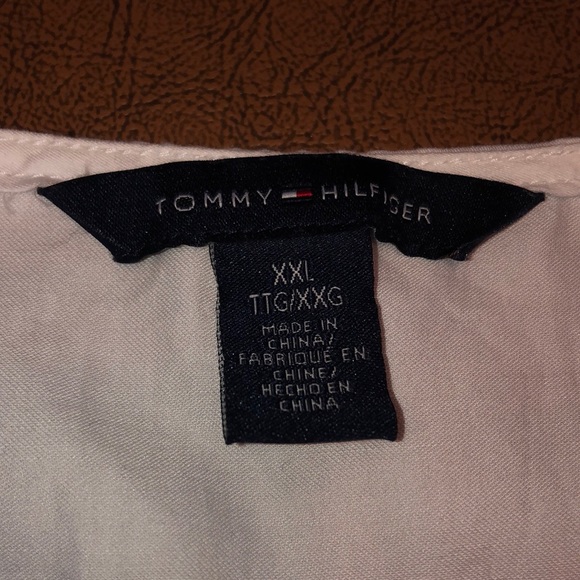 TOMMY HILFIGER
XXL
TTG/XXG
MADE IN
CHINA/
FABRIQUÉ EN
CHINE/
HECHO EN
CHINA